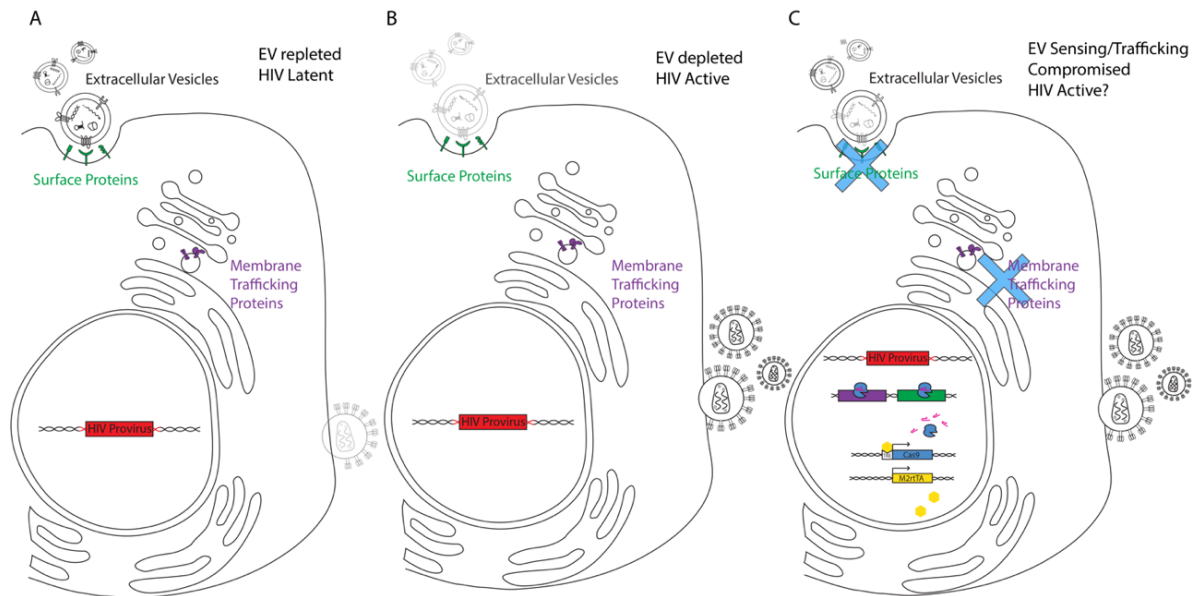 A
EV repleted
HIV Latent
Extracellular Vesicles
Surface Proteins
Membrane
Trafficking
Proteins
HIV Provirus
B
EV depleted
HIV Active
Extracellular Vesicles
Surface Proteins
Membrane
Trafficking
Proteins
HIV Provirus
C
EV Sensing/Trafficking
Compromised
HIV Active?
Extracellular Vesicles
Surface Proteins
Membrane
Trafficking
Proteins
HIV Provirus
Cas9
M2rtTA